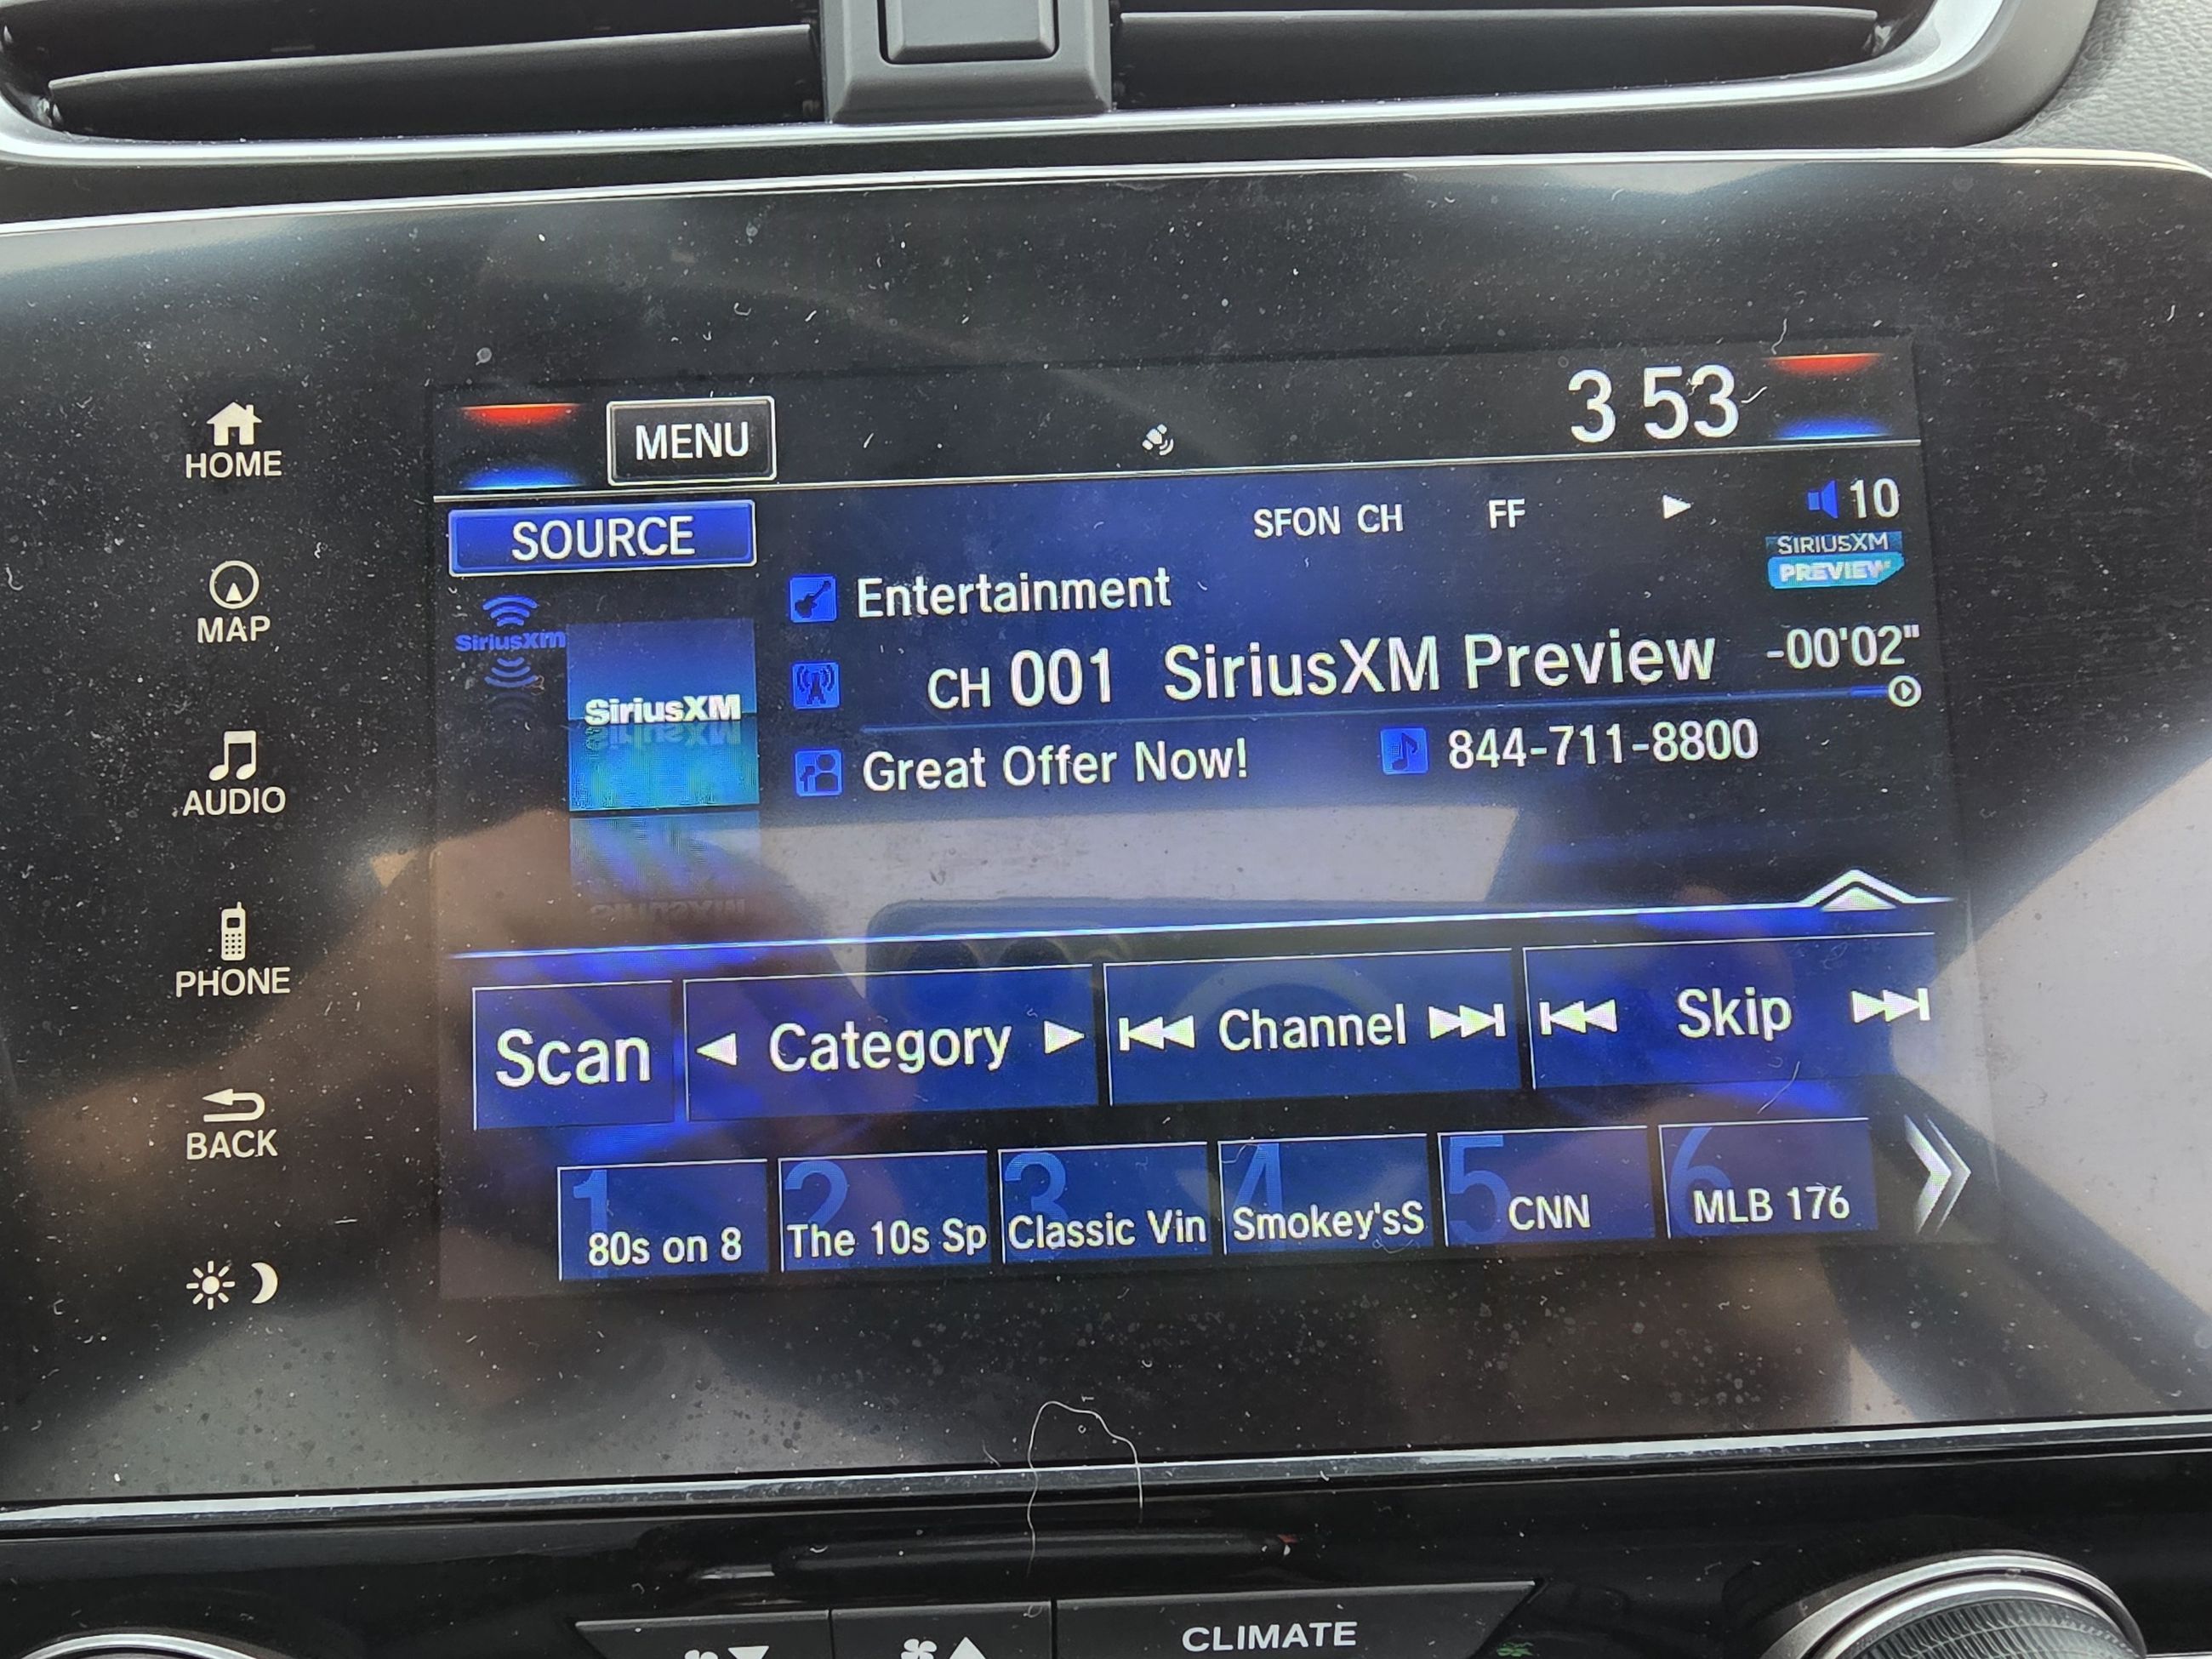 HOME
MAP
AUDIO
PHONE
BACK
MENU
3 53
SOURCE
SFON CH FF 10
SIRIUSXM
PREVIEW
Entertainment
SiriusXM
SiriusXM
CH 001 SiriusXM Preview -00'02"
Great Offer Now! 844-711-8800
Scan Category Channel Skip
1 80s on 8
2 The 10s Sp
3 Classic Vin
4 Smokey'sS
5 CNN
6 MLB 176
CLIMATE